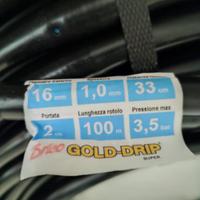 16 mm 1,0 mm 33 cm
Portata Lunghezza rotolo Pressione max
2 100 m 3,5 bar
GOLD-DRIP
SUPER